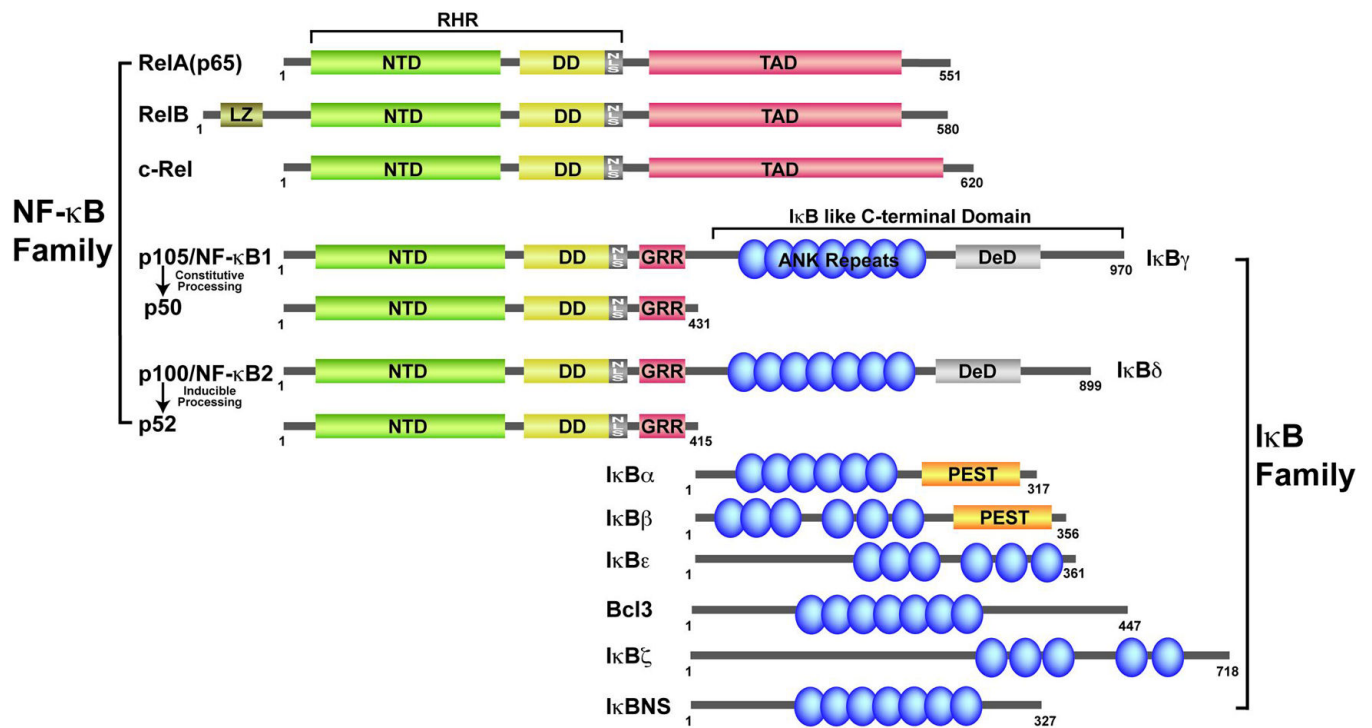 RHR
RelA(p65)
NTD
DD
NLS
TAD
1
551
RelB
LZ
NTD
DD
NLS
TAD
1
580
c-Rel
NTD
DD
NLS
TAD
1
620
NF-κB
Family
IκB like C-terminal Domain
p105/NF-κB1
NTD
DD
NLS
GRR
ANK Repeats
DeD
IκBγ
1
970
Constitutive
Processing
p50
NTD
DD
NLS
GRR
1
431
p100/NF-κB2
NTD
DD
NLS
GRR
DeD
IκBδ
1
899
Inducible
Processing
p52
NTD
DD
NLS
GRR
1
415
IκB
Family
IκBα
PEST
1
317
IκBβ
PEST
1
356
IκBε
1
361
Bcl3
1
447
IκBζ
1
718
IκBNS
1
327